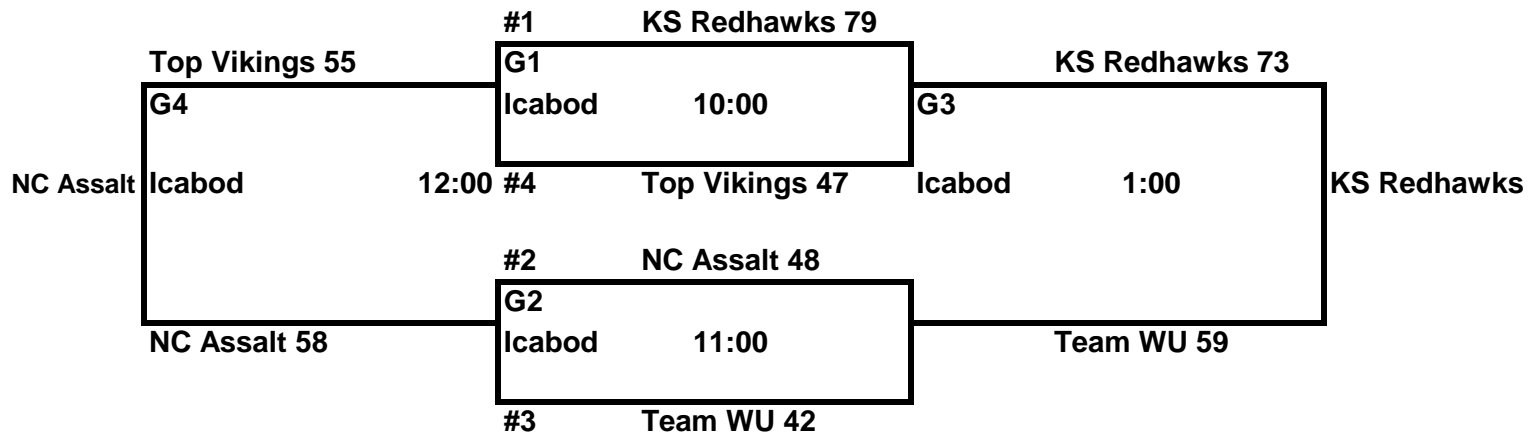 #1 KS Redhawks 79
Top Vikings 55 G1 KS Redhawks 73
G4 Icabod 10:00 G3
NC Assalt Icabod 12:00 #4 Top Vikings 47 Icabod 1:00 KS Redhawks
#2 NC Assalt 48
G2
NC Assalt 58 Icabod 11:00 Team WU 59
#3 Team WU 42